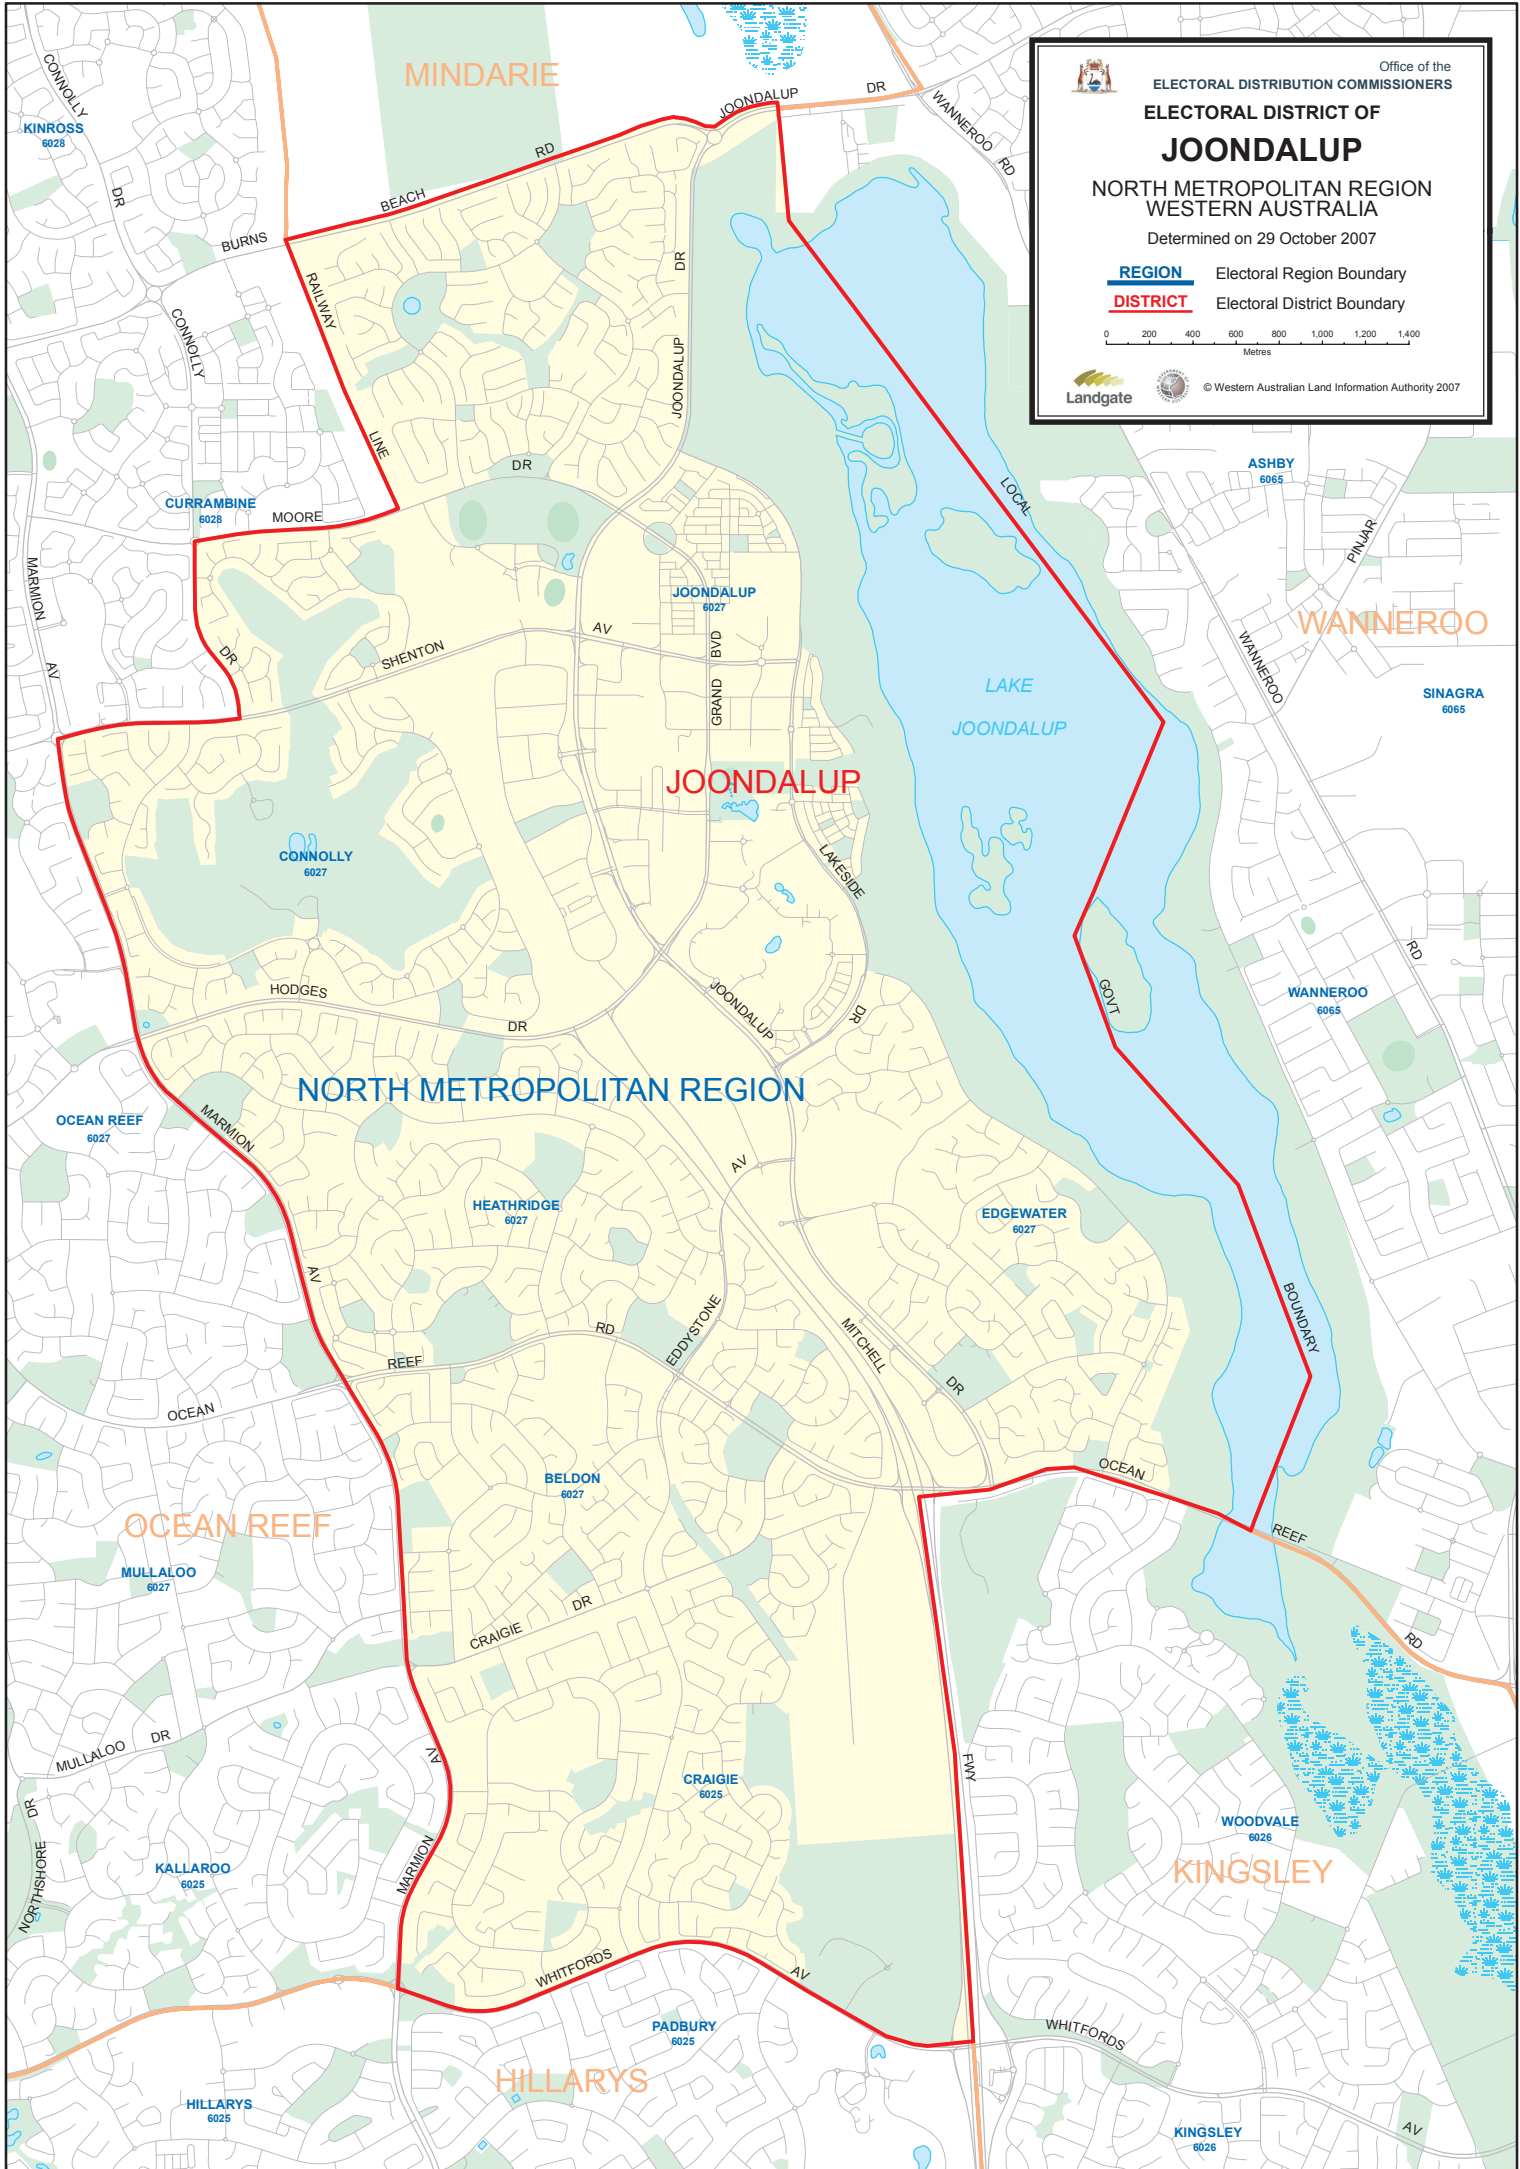 Office of the
ELECTORAL DISTRIBUTION COMMISSIONERS
ELECTORAL DISTRICT OF
JOONDALUP
NORTH METROPOLITAN REGION
WESTERN AUSTRALIA
Determined on 29 October 2007
REGION Electoral Region Boundary
DISTRICT Electoral District Boundary
0 200 400 600 800 1,000 1,200 1,400
Metres
Landgate
© Western Australian Land Information Authority 2007
MINDARIE
CONNOLLY
DR
KINROSS
6028
JOONDALUP
DR
WANNEROO
RD
BEACH
RD
BURNS
RAILWAY
LINE
DR
JOONDALUP
CONNOLLY
CURRAMBINE
6028
MOORE
DR
MARMION
AV
DR
SHENTON
AV
JOONDALUP
6027
GRAND
BVD
LOCAL
ASHBY
6065
PINJAR
WANNEROO
WANNEROO
SINAGRA
6065
LAKE
JOONDALUP
JOONDALUP
CONNOLLY
6027
LAKESIDE
DR
HODGES
DR
JOONDALUP
GOVT
RD
WANNEROO
6065
NORTH METROPOLITAN REGION
OCEAN REEF
6027
MARMION
AV
AV
HEATHRIDGE
6027
EDGEWATER
6027
BOUNDARY
EDDYSTONE
RD
MITCHELL
DR
REEF
OCEAN
OCEAN
REEF
RD
BELDON
6027
OCEAN REEF
MULLALOO
6027
CRAIGIE
DR
MULLALOO
DR
AV
FWY
CRAIGIE
6025
WOODVALE
6026
KINGSLEY
NORTHSHORE
DR
KALLAROO
6025
MARMION
WHITFORDS
AV
PADBURY
6025
WHITFORDS
AV
HILLARYS
HILLARYS
6025
KINGSLEY
6026